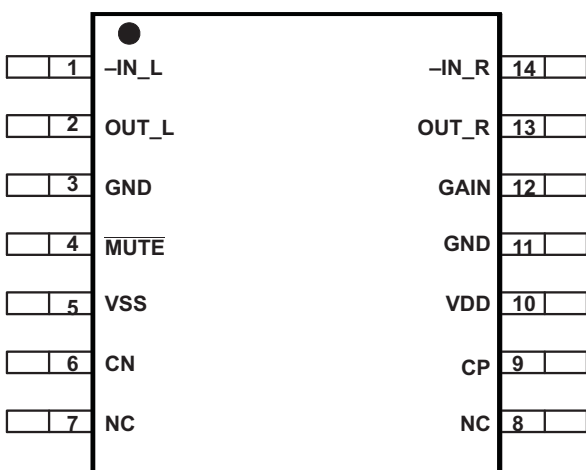 1 –IN_L –IN_R 14
2 OUT_L OUT_R 13
3 GND GAIN 12
4 MUTE GND 11
5 VSS VDD 10
6 CN CP 9
7 NC NC 8